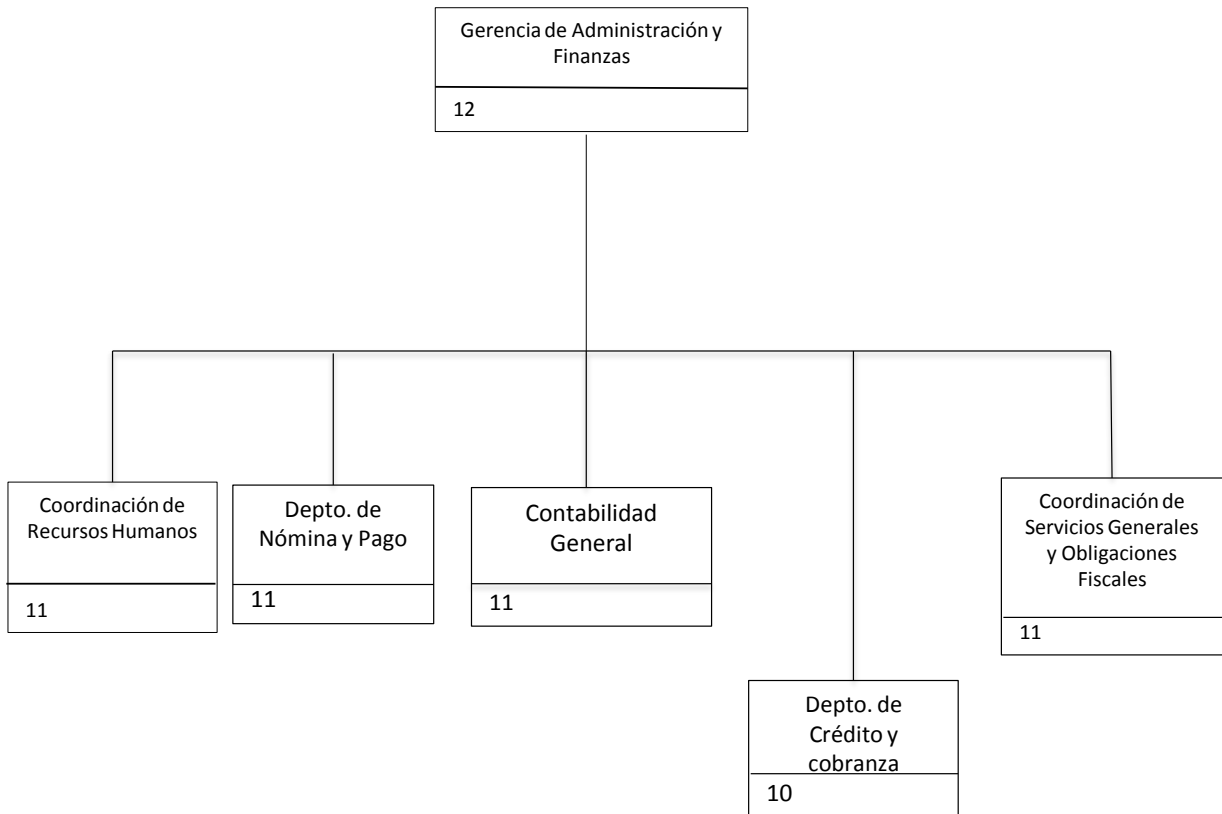 Gerencia de Administración y
Finanzas
12
Coordinación de
Recursos Humanos
11
Depto. de
Nómina y Pago
11
Contabilidad
General
11
Coordinación de
Servicios Generales
y Obligaciones
Fiscales
11
Depto. de
Crédito y
cobranza
10